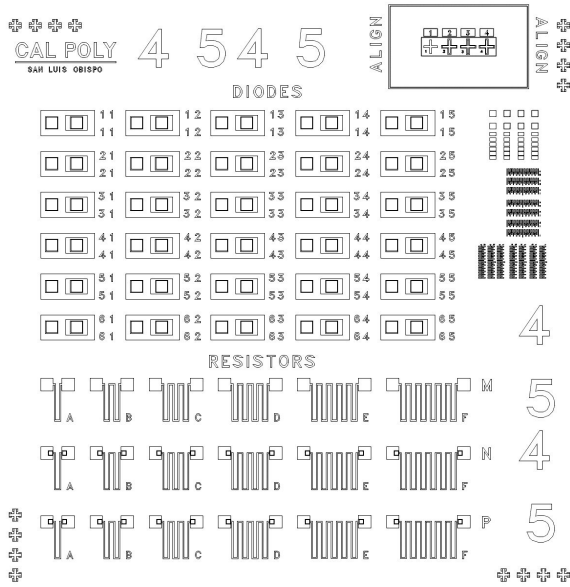 CAL POLY
SAN LUIS OBISPO
4 5 4 5
ALIGN
1 2 3 4
ALIGN
DIODES
11 12 13 14 15
11 12 13 14 15
21 22 23 24 25
21 22 23 24 25
31 32 33 34 35
31 32 33 34 35
41 42 43 44 45
41 42 43 44 45
51 52 53 54 55
51 52 53 54 55
61 62 63 64 65
61 62 63 64 65
4
RESISTORS
M
5
A B C D E F
N
4
A B C D E F
P
5
A B C D E F